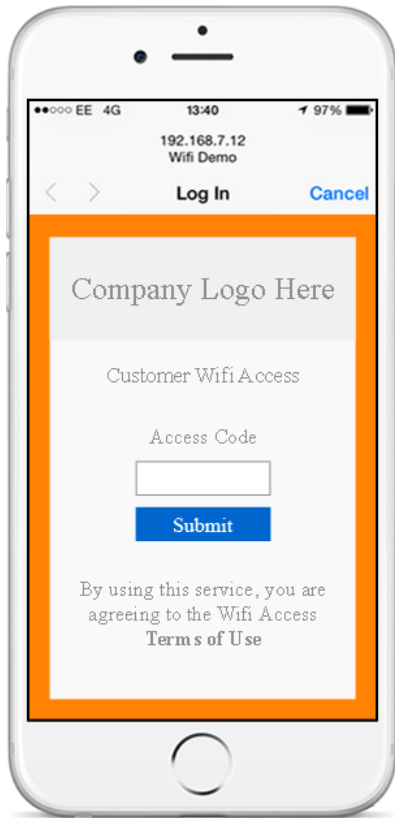 EE 4G 13:40 97%
192.168.7.12
Wifi Demo
Log In Cancel
Company Logo Here
Customer Wifi Access
Access Code
Submit
By using this service, you are
agreeing to the Wifi Access
Terms of Use